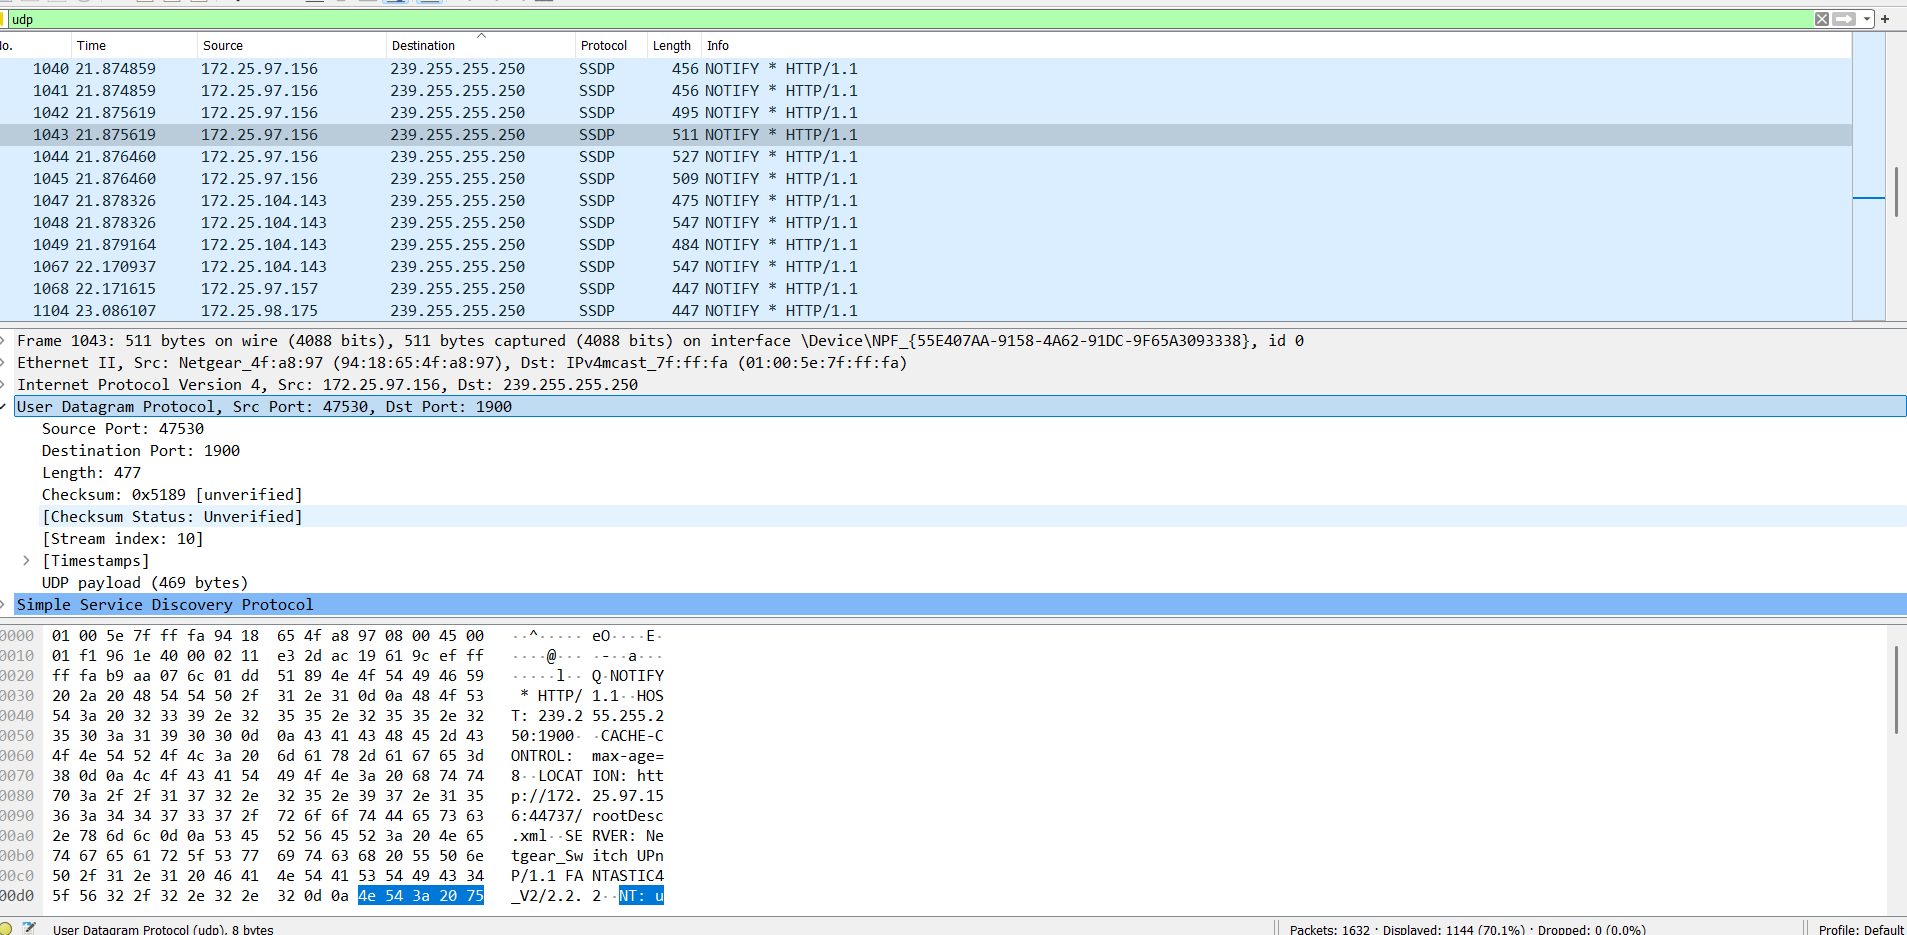 udp
No. Time Source Destination Protocol Length Info
1040 21.874859 172.25.97.156 239.255.255.250 SSDP 456 NOTIFY * HTTP/1.1
1041 21.874859 172.25.97.156 239.255.255.250 SSDP 456 NOTIFY * HTTP/1.1
1042 21.875619 172.25.97.156 239.255.255.250 SSDP 495 NOTIFY * HTTP/1.1
1043 21.875619 172.25.97.156 239.255.255.250 SSDP 511 NOTIFY * HTTP/1.1
1044 21.876460 172.25.97.156 239.255.255.250 SSDP 527 NOTIFY * HTTP/1.1
1045 21.876460 172.25.97.156 239.255.255.250 SSDP 509 NOTIFY * HTTP/1.1
1047 21.878326 172.25.104.143 239.255.255.250 SSDP 475 NOTIFY * HTTP/1.1
1048 21.878326 172.25.104.143 239.255.255.250 SSDP 547 NOTIFY * HTTP/1.1
1049 21.879164 172.25.104.143 239.255.255.250 SSDP 484 NOTIFY * HTTP/1.1
1067 22.170937 172.25.104.143 239.255.255.250 SSDP 547 NOTIFY * HTTP/1.1
1068 22.171615 172.25.97.157 239.255.255.250 SSDP 447 NOTIFY * HTTP/1.1
1104 23.086107 172.25.98.175 239.255.255.250 SSDP 447 NOTIFY * HTTP/1.1
Frame 1043: 511 bytes on wire (4088 bits), 511 bytes captured (4088 bits) on interface \Device\NPF_{55E407AA-9158-4A62-91DC-9F65A3093338}, id 0
Ethernet II, Src: Netgear_4f:a8:97 (94:18:65:4f:a8:97), Dst: IPv4mcast_7f:ff:fa (01:00:5e:7f:ff:fa)
Internet Protocol Version 4, Src: 172.25.97.156, Dst: 239.255.255.250
User Datagram Protocol, Src Port: 47530, Dst Port: 1900
Source Port: 47530
Destination Port: 1900
Length: 477
Checksum: 0x5189 [unverified]
[Checksum Status: Unverified]
[Stream index: 10]
[Timestamps]
UDP payload (469 bytes)
Simple Service Discovery Protocol
0000 01 00 5e 7f ff fa 94 18 65 4f a8 97 08 00 45 00 ··^····· eO····E·
0010 01 f1 96 1e 40 00 02 11 e3 2d ac 19 61 9c ef ff ····@··· ·-··a···
0020 ff fa b9 aa 07 6c 01 dd 51 89 4e 4f 54 49 46 59 ·····l·· Q·NOTIFY
0030 20 2a 20 48 54 54 50 2f 31 2e 31 0d 0a 48 4f 53 * HTTP/ 1.1··HOS
0040 54 3a 20 32 33 39 2e 32 35 35 2e 32 35 35 2e 32 T: 239.2 55.255.2
0050 35 30 3a 31 39 30 30 0d 0a 43 41 43 48 45 2d 43 50:1900· ·CACHE-C
0060 4f 4e 54 52 4f 4c 3a 20 6d 61 78 2d 61 67 65 3d ONTROL: max-age=
0070 38 0d 0a 4c 4f 43 41 54 49 4f 4e 3a 20 68 74 74 8··LOCAT ION: htt
0080 70 3a 2f 2f 31 37 32 2e 32 35 2e 39 37 2e 31 35 p://172. 25.97.15
0090 36 3a 34 34 37 33 37 2f 72 6f 6f 74 44 65 73 63 6:44737/ rootDesc
00a0 2e 78 6d 6c 0d 0a 53 45 52 56 45 52 3a 20 4e 65 .xml··SE RVER: Ne
00b0 74 67 65 61 72 5f 53 77 69 74 63 68 20 55 50 6e tgear_Sw itch UPn
00c0 50 2f 31 2e 31 20 46 41 4e 54 41 53 54 49 43 34 P/1.1 FA NTASTIC4
00d0 5f 56 32 2f 32 2e 32 2e 32 0d 0a 4e 54 3a 20 75 _V2/2.2. 2··NT: u
User Datagram Protocol (udp), 8 bytes Packets: 1632 · Displayed: 1144 (70.1%) · Dropped: 0 (0.0%) Profile: Default